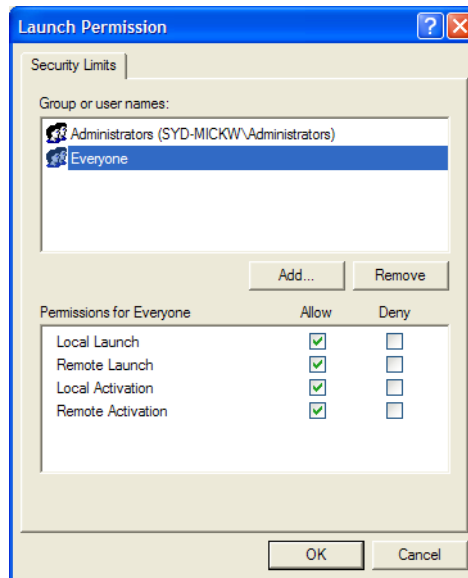 Launch Permission
Security Limits
Group or user names:
Administrators (SYD-MICKW\Administrators)
Everyone
Add... Remove
Permissions for Everyone Allow Deny
Local Launch
Remote Launch
Local Activation
Remote Activation
OK Cancel